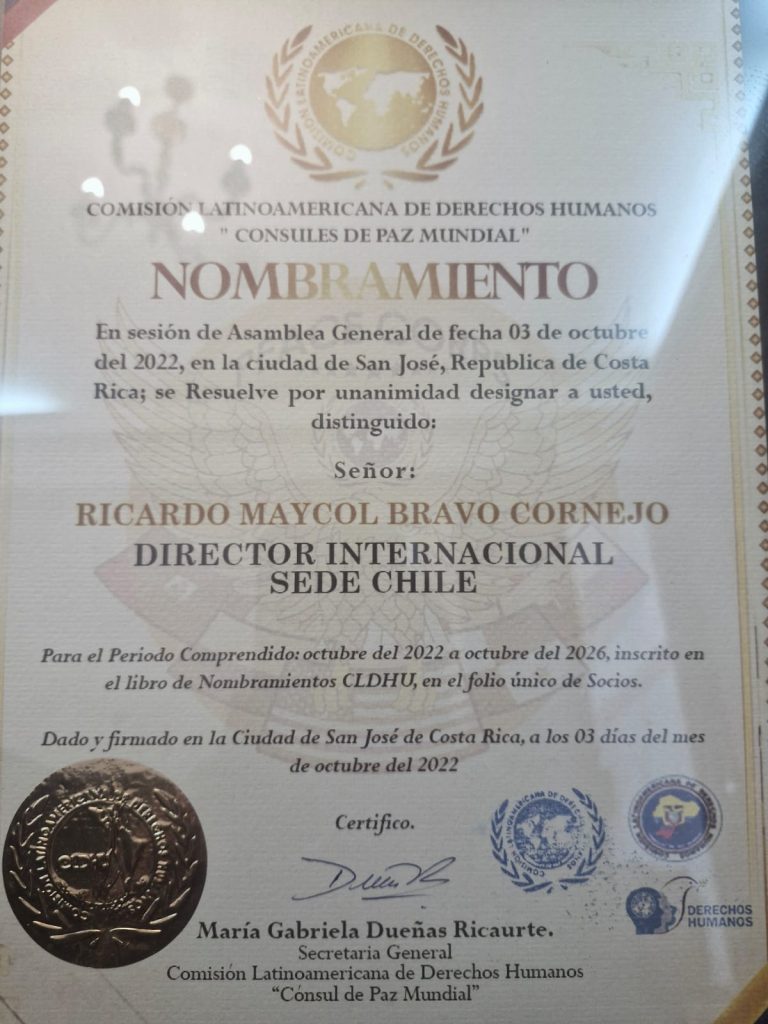 COMISIÓN LATINOAMERICANA DE DERECHOS HUMANOS
COMISIÓN LATINOAMERICANA DE DERECHOS HUMANOS
" CONSULES DE PAZ MUNDIAL"
NOMBRAMIENTO
En sesión de Asamblea General de fecha 03 de octubre
del 2022, en la ciudad de San José, Republica de Costa
Rica; se Resuelve por unanimidad designar a usted,
distinguido:
Señor:
RICARDO MAYCOL BRAVO CORNEJO
DIRECTOR INTERNACIONAL
SEDE CHILE
Para el Periodo Comprendido: octubre del 2022 a octubre del 2026, inscrito en
el libro de Nombramientos CLDHU, en el folio único de Socios.
Dado y firmado en la Ciudad de San José de Costa Rica, a los 03 días del mes
de octubre del 2022
Certifico.
DERECHOS
HUMANOS
María Gabriela Dueñas Ricaurte.
Secretaria General
Comisión Latinoamericana de Derechos Humanos
“Cónsul de Paz Mundial”